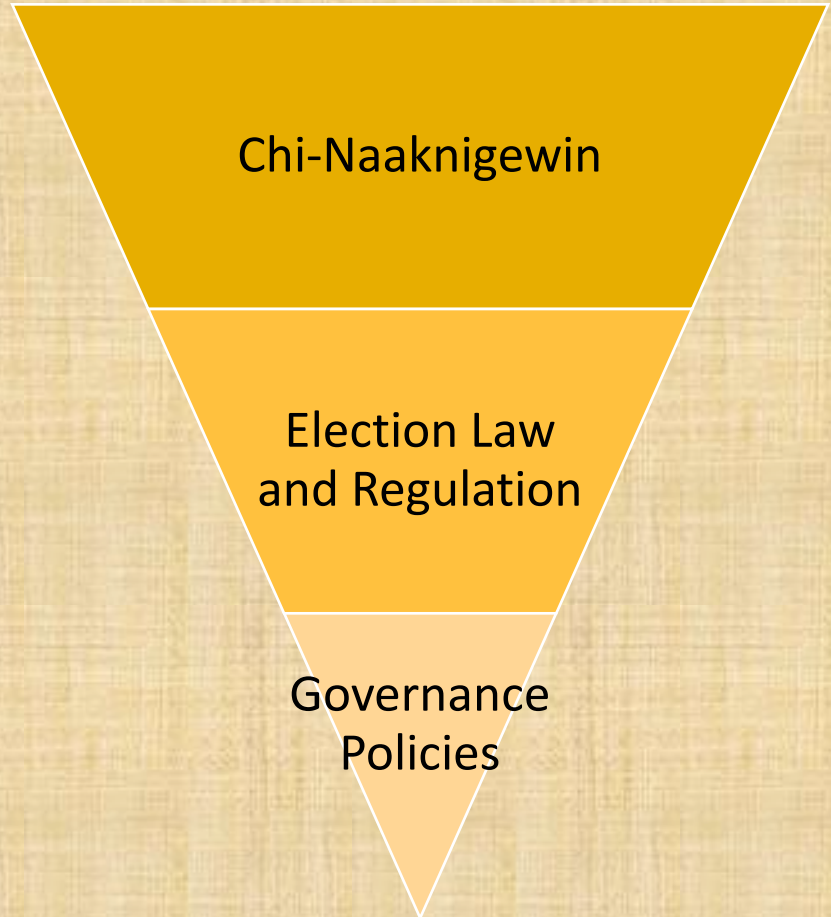 Chi-Naaknigewin
Election Law
and Regulation
Governance
Policies